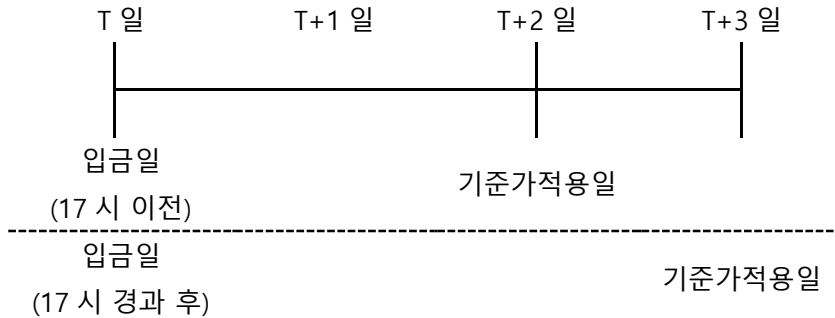 T 일 T+1 일 T+2 일 T+3 일
입금일
(17 시 이전)
기준가적용일
입금일
(17 시 경과 후)
기준가적용일